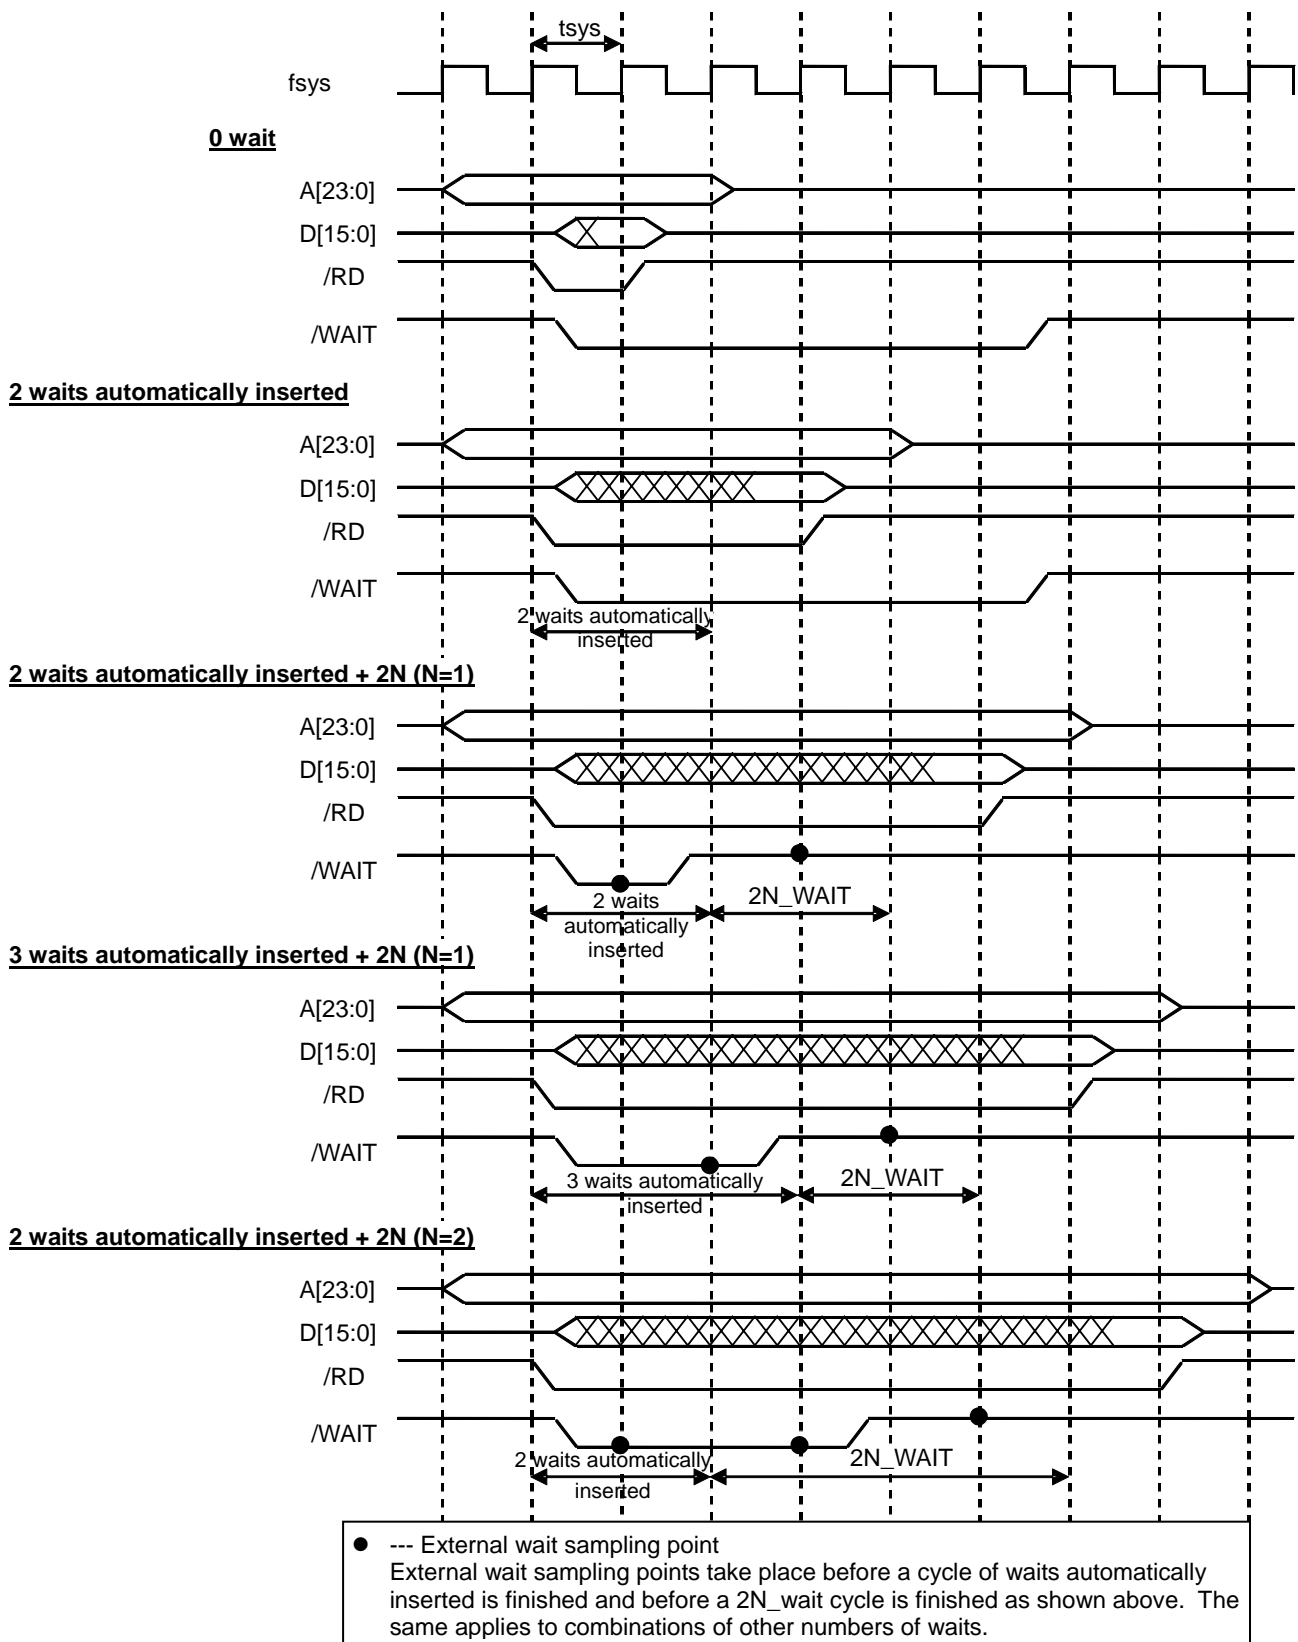 tsys
fsys
0 wait
A[23:0]
D[15:0]
/RD
/WAIT
2 waits automatically inserted
A[23:0]
D[15:0]
/RD
/WAIT
2 waits automatically
inserted
2 waits automatically inserted + 2N (N=1)
A[23:0]
D[15:0]
/RD
/WAIT
2 waits
automatically
inserted
2N_WAIT
3 waits automatically inserted + 2N (N=1)
A[23:0]
D[15:0]
/RD
/WAIT
3 waits automatically
inserted
2N_WAIT
2 waits automatically inserted + 2N (N=2)
A[23:0]
D[15:0]
/RD
/WAIT
2 waits automatically
inserted
2N_WAIT
● --- External wait sampling point
External wait sampling points take place before a cycle of waits automatically
inserted is finished and before a 2N_wait cycle is finished as shown above. The
same applies to combinations of other numbers of waits.